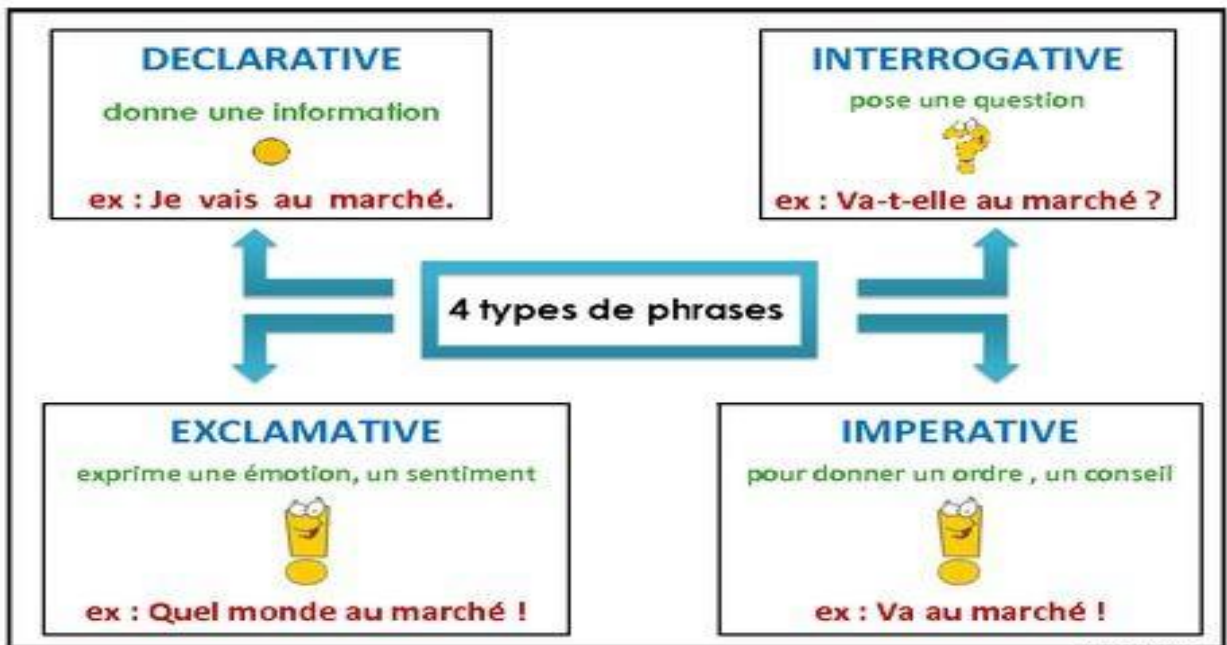 DECLARATIVE
donne une information
ex : Je vais au marché.
INTERROGATIVE
pose une question
ex : Va-t-elle au marché ?
4 types de phrases
EXCLAMATIVE
exprime une émotion, un sentiment
ex : Quel monde au marché !
IMPERATIVE
pour donner un ordre , un conseil
ex : Va au marché !